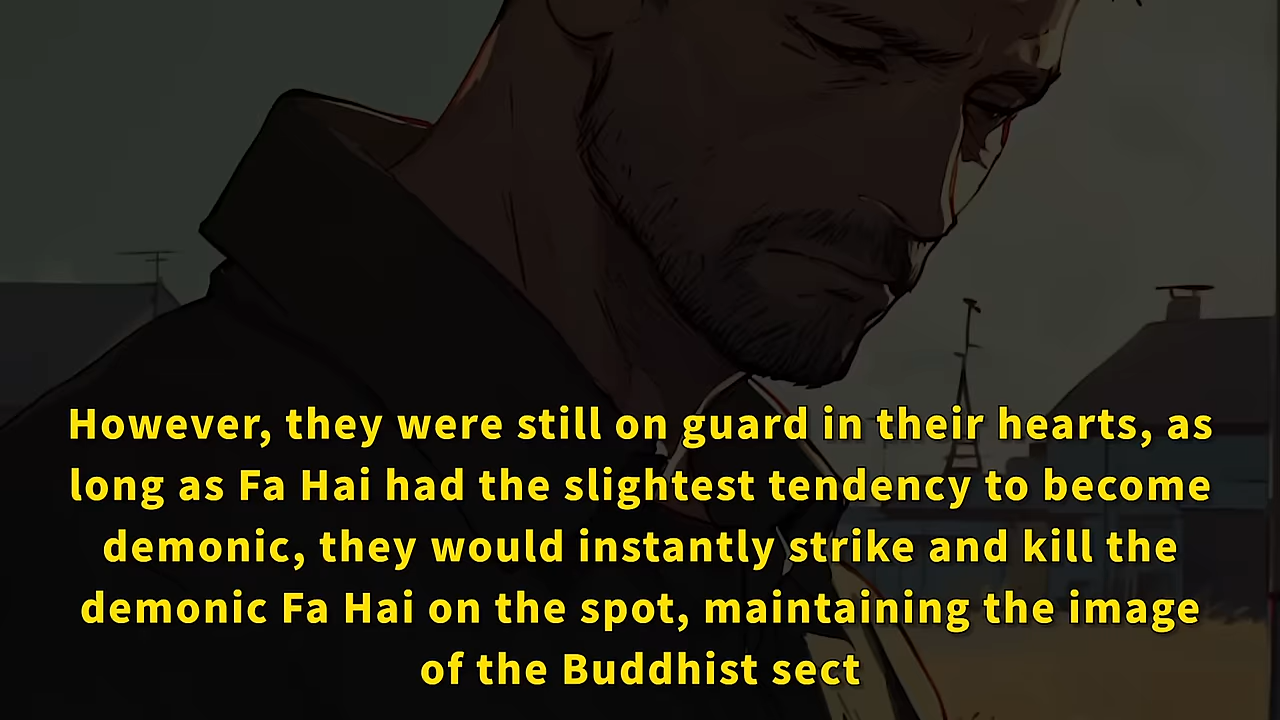 However, they were still on guard in their hearts, as
long as Fa Hai had the slightest tendency to become
demonic, they would instantly strike and kill the
demonic Fa Hai on the spot, maintaining the image
of the Buddhist sect